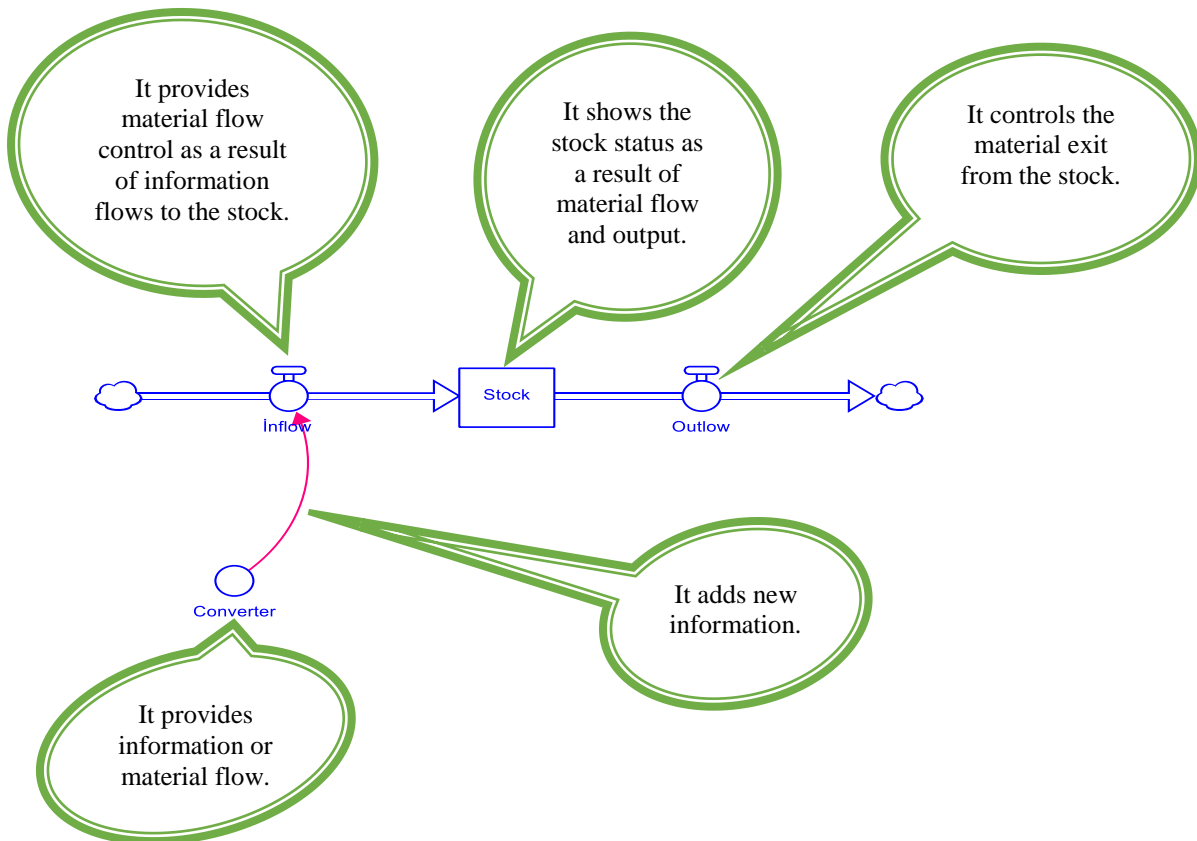 It provides
material flow
control as a result
of information
flows to the stock.
It shows the
stock status as
a result of
material flow
and output.
It controls the
material exit
from the stock.
Stock
İnflow
Outlow
Converter
It adds new
information.
It provides
information or
material flow.